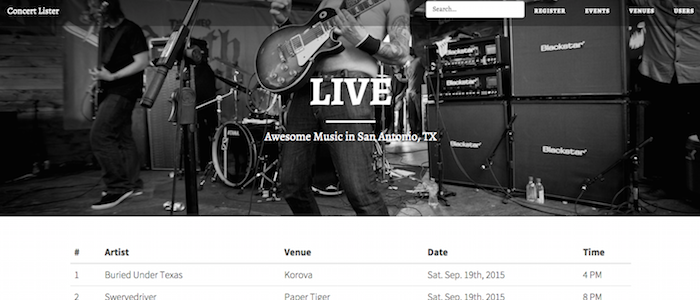 Concert Lister
Search...
REGISTER
EVENTS
VENUES
USERS
Blackstar
Blackstar
Blackstar
Blackstar
TAMA
LIVE
Awesome Music in San Antonio, TX
# Artist Venue Date Time
1 Buried Under Texas Korova Sat. Sep. 19th, 2015 4 PM
2 Swervedriver Paper Tiger Sat. Sep. 19th, 2015 8 PM